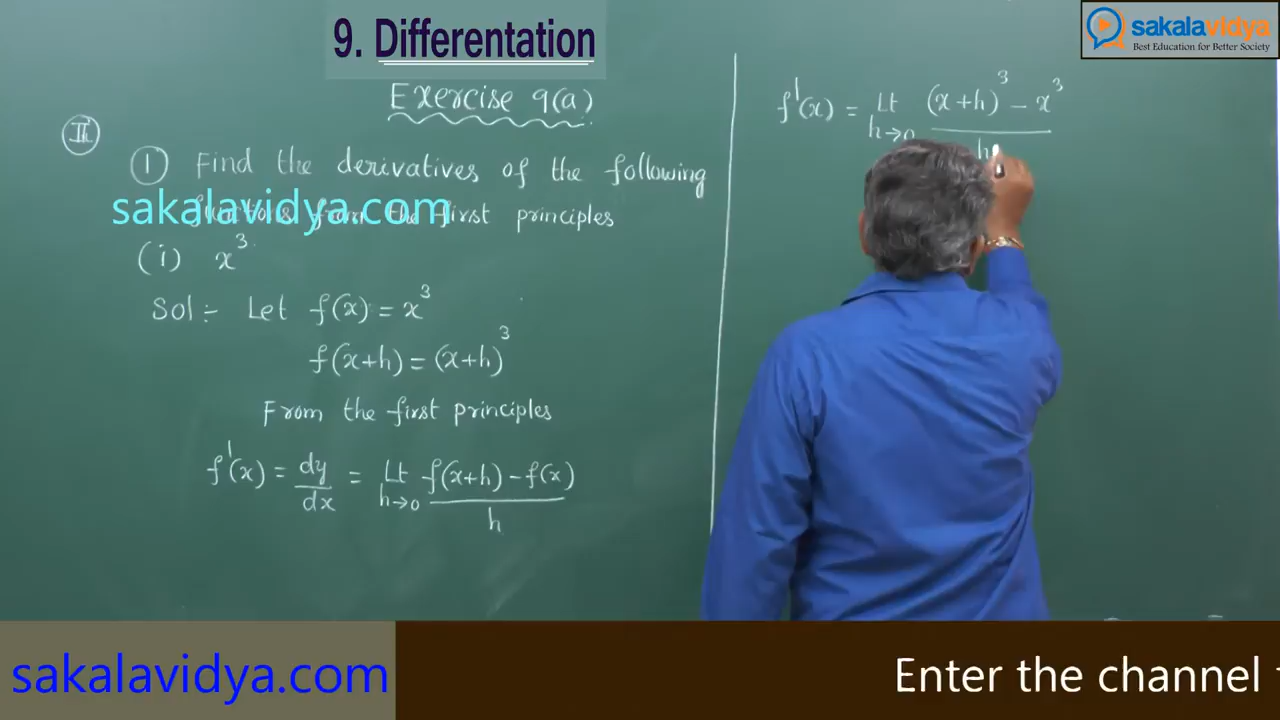 9. Differentation
sakalavidya
Best Education for Better Society
Exercise 9(a)
II
1 Find the derivatives of the following
functions from the first principles
sakalavidya.com
(i) x³
Sol :- Let f(x) = x³
f(x+h) = (x+h)³
From the first principles
f'(x) = dy/dx = Lt h→0 f(x+h) - f(x) / h
f'(x) = Lt h→0 (x+h)³ - x³ / h
sakalavidya.com
Enter the channel